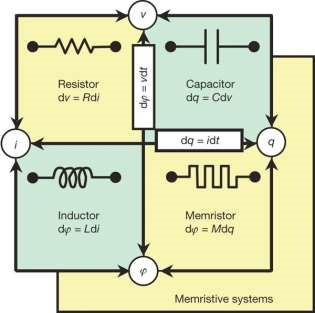 v
Resistor
dv = Rdi
dφ = vdt
Capacitor
dq = Cdv
i
dq = idt
q
Inductor
dφ = Ldi
Memristor
dφ = Mdq
φ
Memristive systems